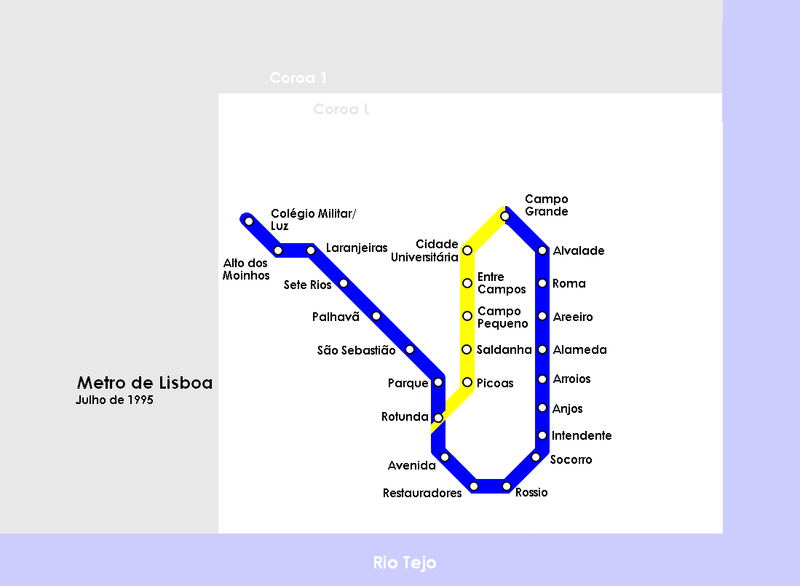 Coroa 1
Coroa L
Campo
Grande
Colégio Militar/
Luz
Cidade
Universitária
Laranjeiras
Alvalade
Alto dos
Moinhos
Sete Rios
Entre
Campos
Roma
Palhavã
Campo
Pequeno
Areeiro
São Sebastião
Saldanha
Alameda
Metro de Lisboa
Julho de 1995
Parque
Picoas
Arroios
Anjos
Rotunda
Intendente
Avenida
Socorro
Restauradores
Rossio
Rio Tejo